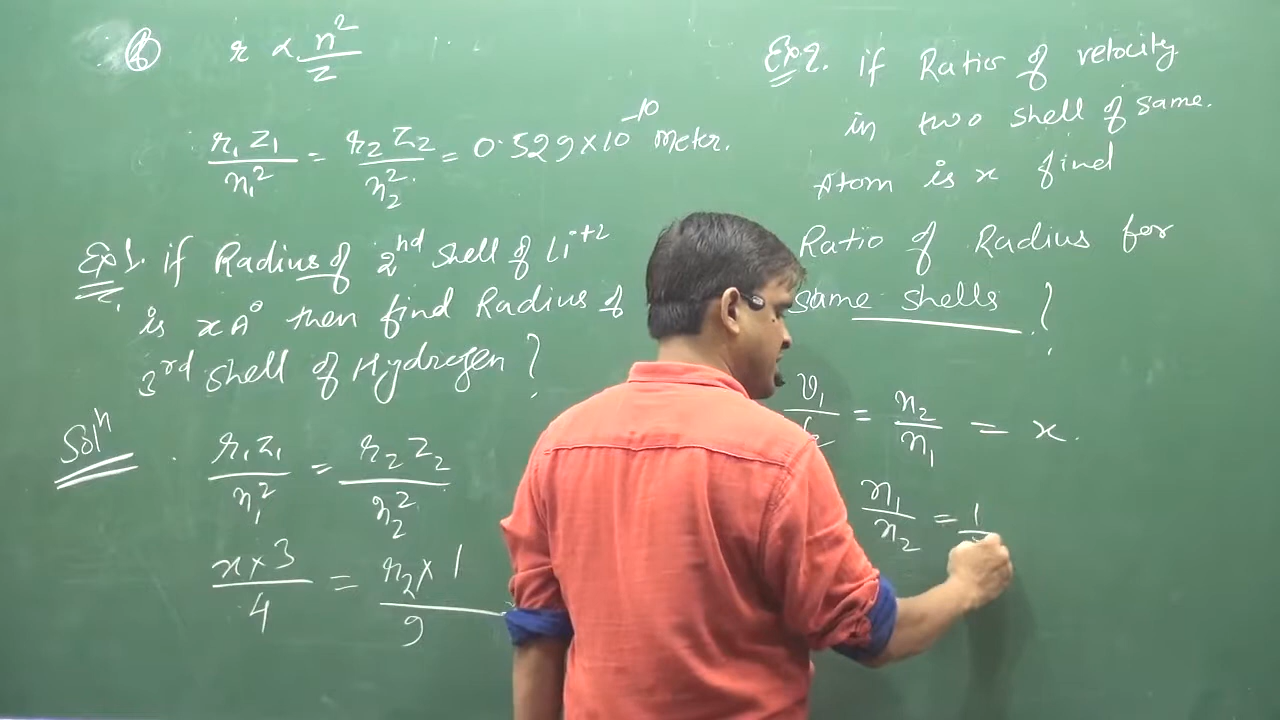 r ∝ n²/z
r₁z₁/n₁² = r₂z₂/n₂² = 0.529×10⁻¹⁰ meter.
Ex1. if Radius of 2nd shell of Li+2
is x A° then find Radius of
3rd shell of Hydrogen ?
Solⁿ
r₁z₁/n₁² = r₂z₂/n₂²
x×3/4 = r₂×1/9
Ex2. if Ratio of velocity
in two shell of same.
Atom is x find
Ratio of Radius for
same shells ?
v₁ = n₂/n₁ = x.
n₁/n₂ = 1